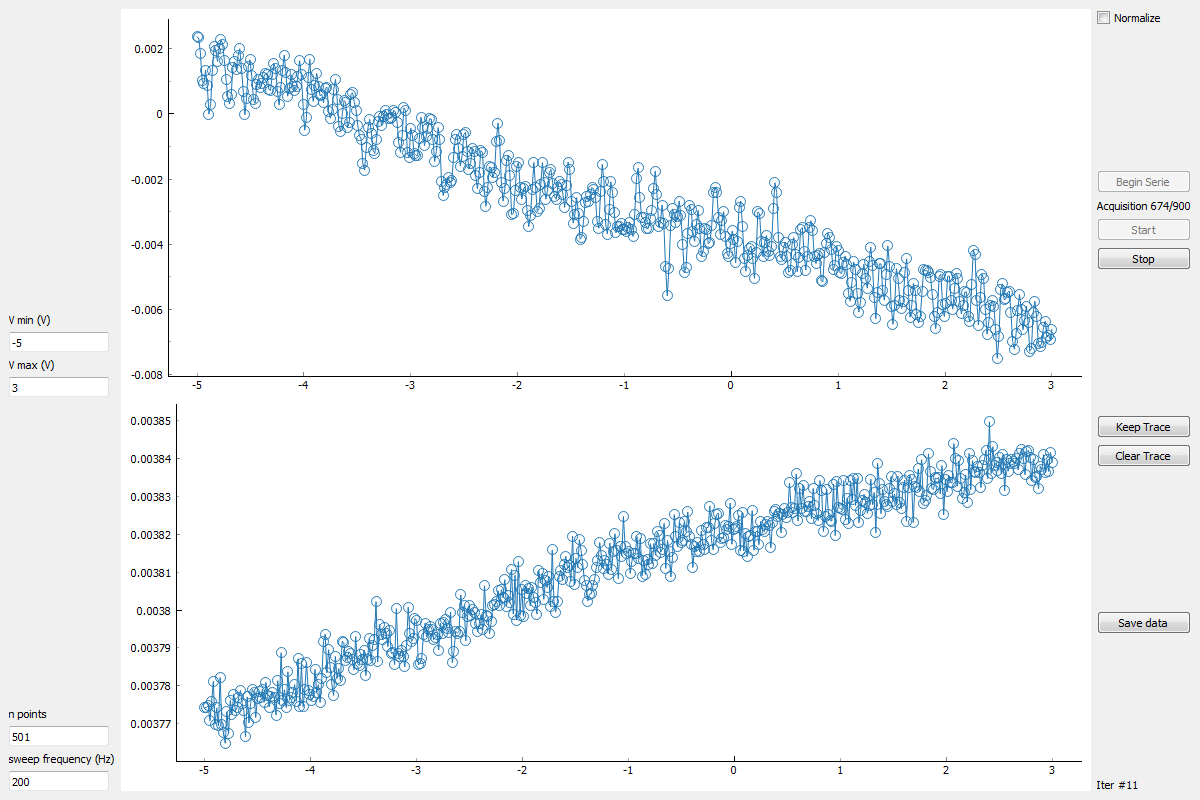 Normalize
0.002
0
-0.002
-0.004
-0.006
-0.008
-5 -4 -3 -2 -1 0 1 2 3
Begin Serie
Acquisition 674/900
Start
Stop
V min (V)
-5
V max (V)
3
0.00385
0.00384
0.00383
0.00382
0.00381
0.0038
0.00379
0.00378
0.00377
-5 -4 -3 -2 -1 0 1 2 3
Keep Trace
Clear Trace
Save data
n points
501
sweep frequency (Hz)
200
Iter #11